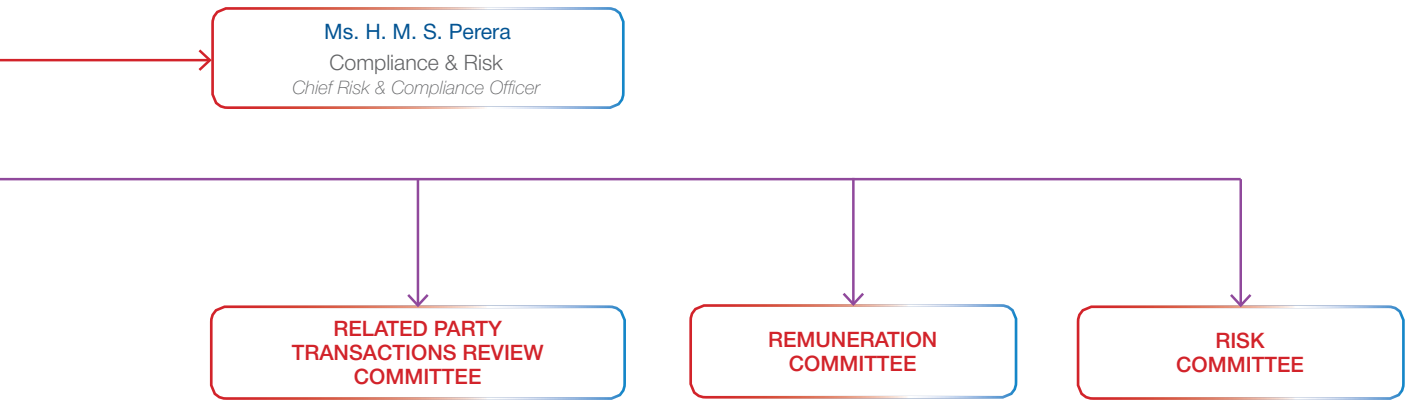 Ms. H. M. S. Perera
Compliance & Risk
Chief Risk & Compliance Officer
RELATED PARTY
TRANSACTIONS REVIEW
COMMITTEE
REMUNERATION
COMMITTEE
RISK
COMMITTEE